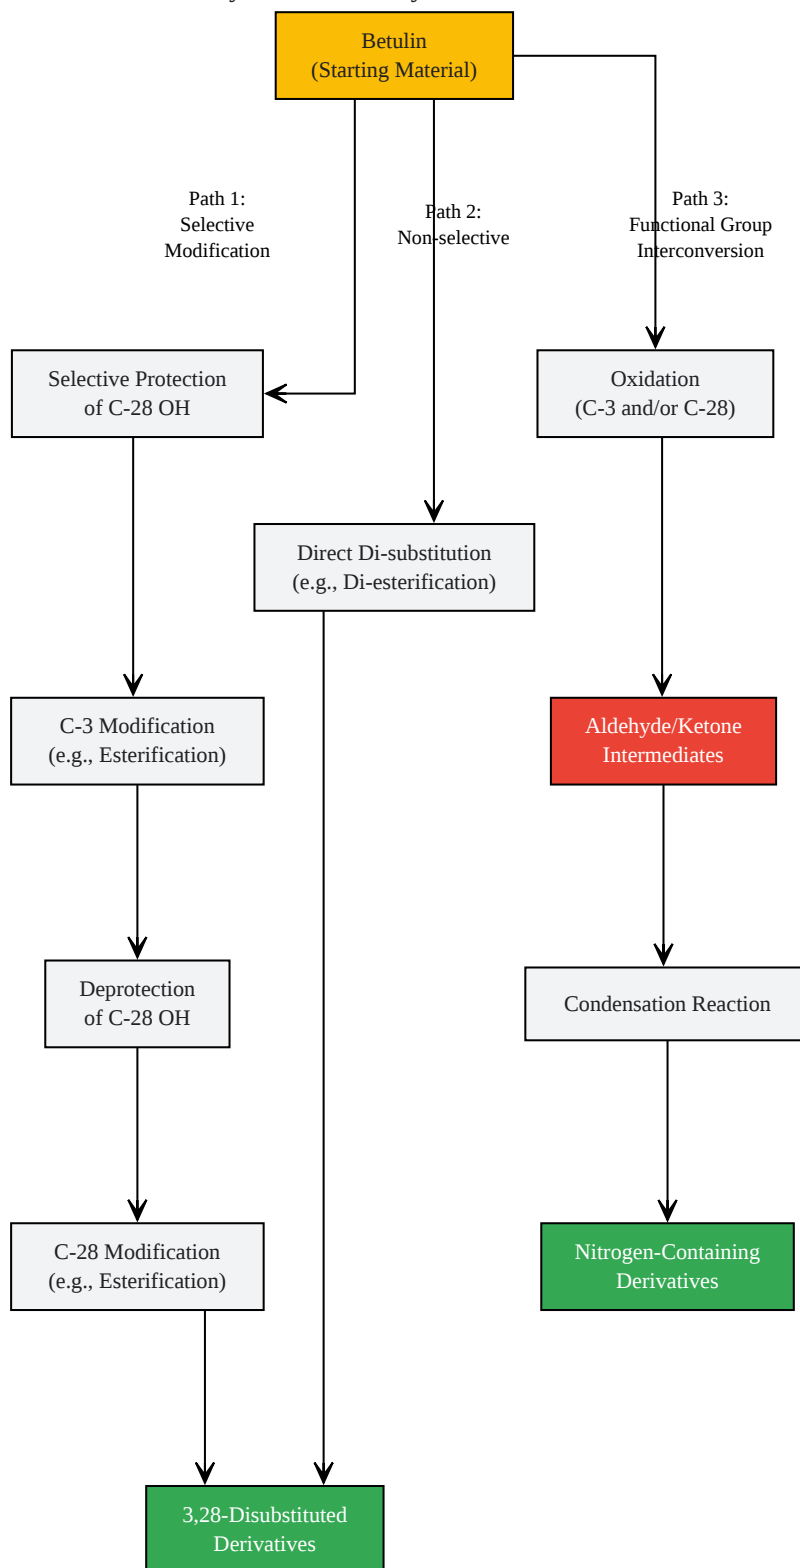 Betulin
(Starting Material)
Path 1:
Selective
Modification
Path 2:
Non-selective
Path 3:
Functional Group
Interconversion
Selective Protection
of C-28 OH
Oxidation
(C-3 and/or C-28)
Direct Di-substitution
(e.g., Di-esterification)
C-3 Modification
(e.g., Esterification)
Aldehyde/Ketone
Intermediates
Deprotection
of C-28 OH
Condensation Reaction
C-28 Modification
(e.g., Esterification)
Nitrogen-Containing
Derivatives
3,28-Disubstituted
Derivatives